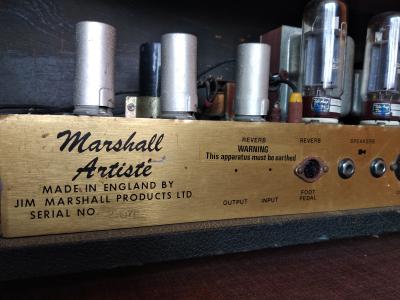 Marshall
Artiste
MADE IN ENGLAND BY
JIM MARSHALL PRODUCTS LTD
SERIAL NO
REVERB
WARNING
This apparatus must be earthed
OUTPUT INPUT
REVERB
FOOT
PEDAL
SPEAKERS